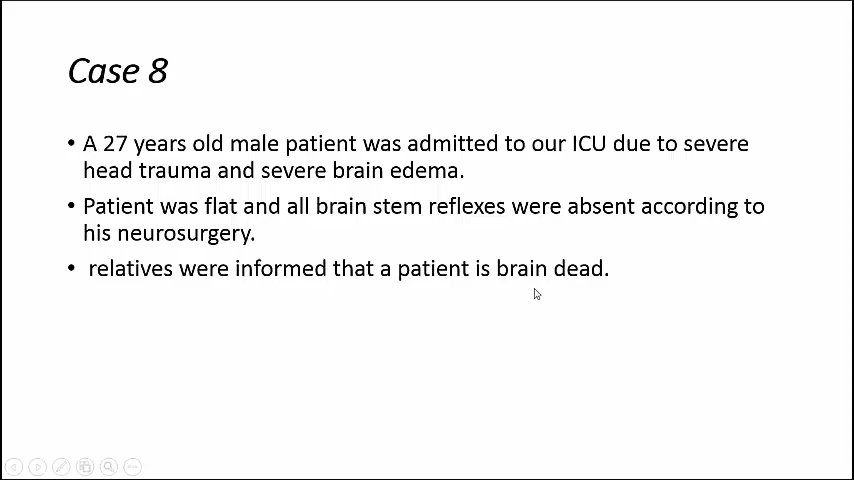 Case 8
• A 27 years old male patient was admitted to our ICU due to severe
head trauma and severe brain edema.
• Patient was flat and all brain stem reflexes were absent according to
his neurosurgery.
• relatives were informed that a patient is brain dead.